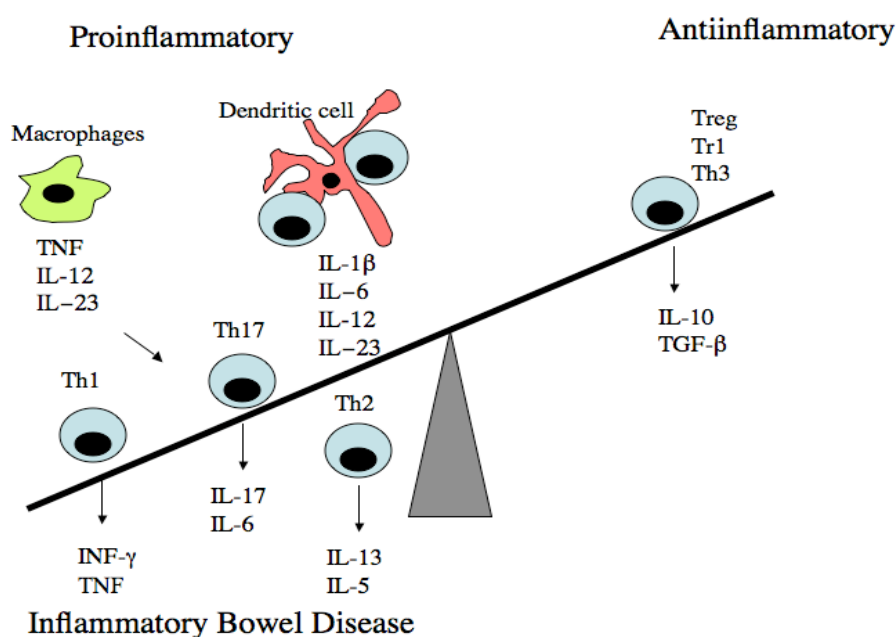 Proinflammatory
Antiinflammatory
Macrophages
TNF
IL-12
IL-23
Dendritic cell
IL-1β
IL-6
IL-12
IL-23
Treg
Tr1
Th3
IL-10
TGF-β
Th1
INF-γ
TNF
Th17
IL-17
IL-6
Th2
IL-13
IL-5
Inflammatory Bowel Disease